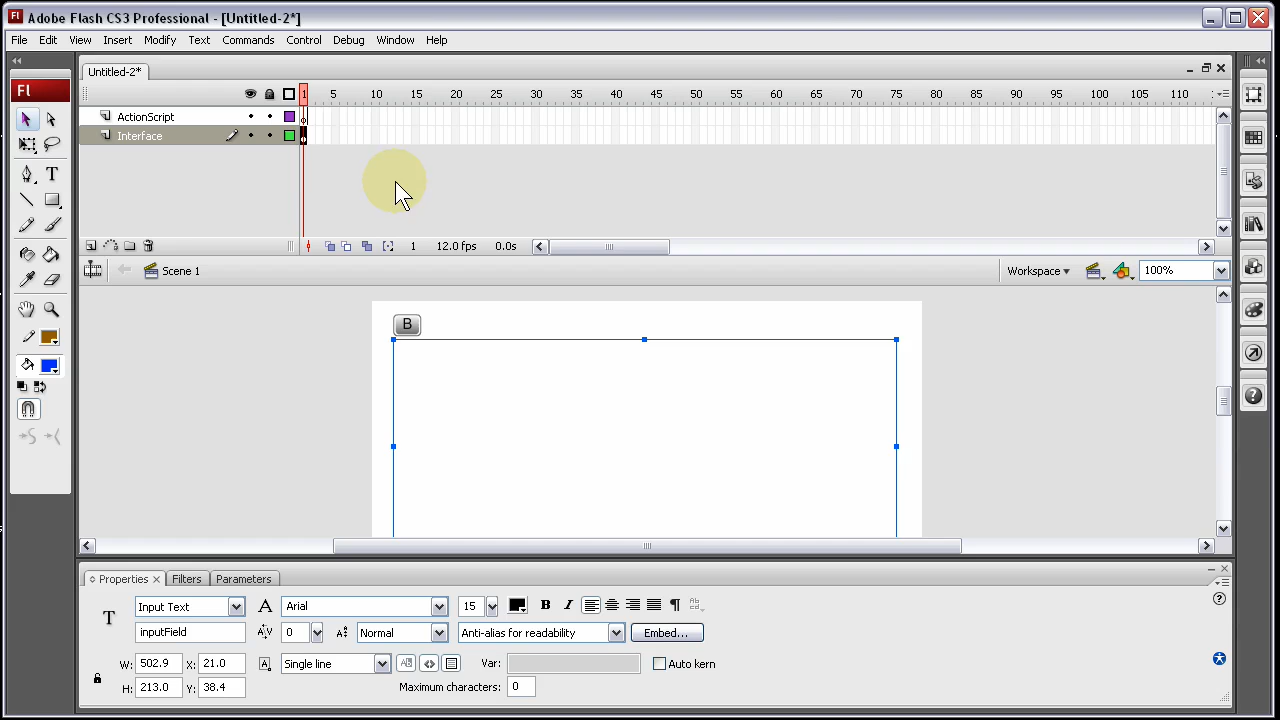 Adobe Flash CS3 Professional - [Untitled-2*]
File Edit View Insert Modify Text Commands Control Debug Window Help
Untitled-2*
Fl
1 5 10 15 20 25 30 35 40 45 50 55 60 65 70 75 80 85 90 95 100 105 110
ActionScript
Interface
1 12.0 fps 0.0s
Scene 1 Workspace 100%
B
Properties Filters Parameters
T Input Text A Arial 15 B I
inputField A/V 0 Normal Anti-alias for readability Embed...
W: 502.9 X: 21.0 Single line Var: Auto kern
H: 213.0 Y: 38.4 Maximum characters: 0